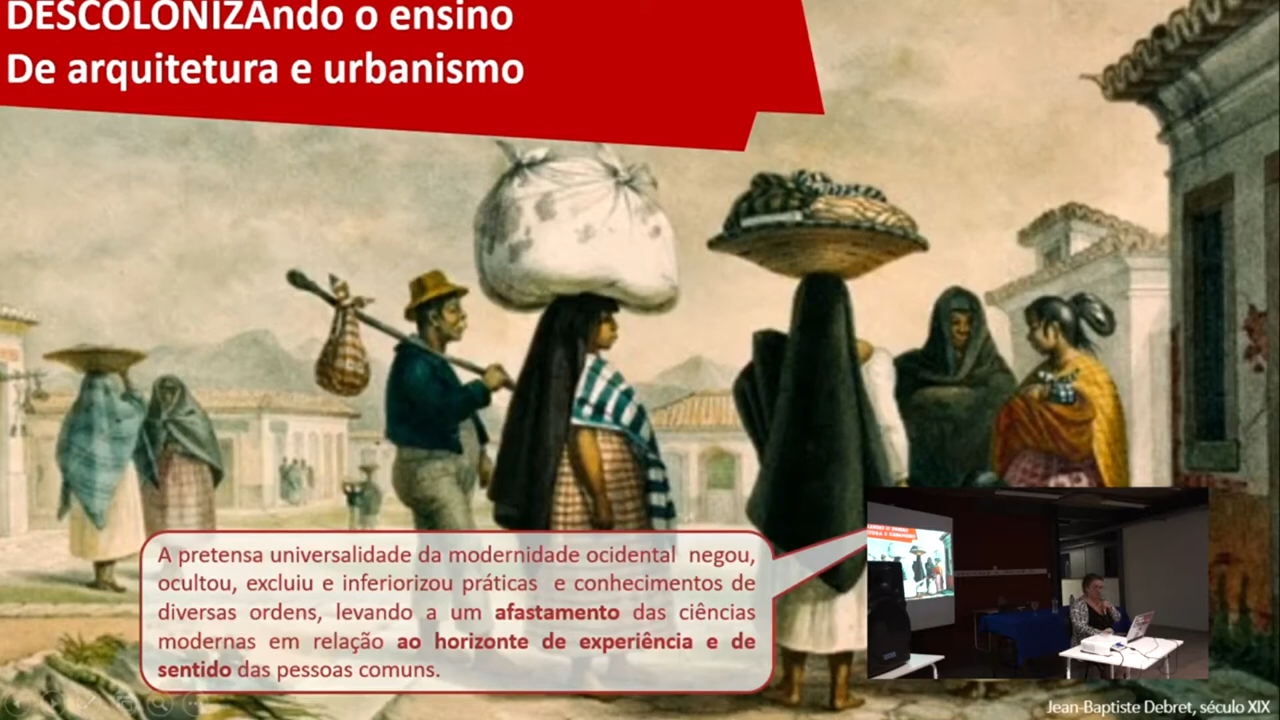 DESCOLONIZAndo o ensino
De arquitetura e urbanismo
A pretensa universalidade da modernidade ocidental negou,
ocultou, excluiu e inferiorizou práticas e conhecimentos de
diversas ordens, levando a um afastamento das ciências
modernas em relação ao horizonte de experiência e de
sentido das pessoas comuns.
Jean-Baptiste Debret, século XIX